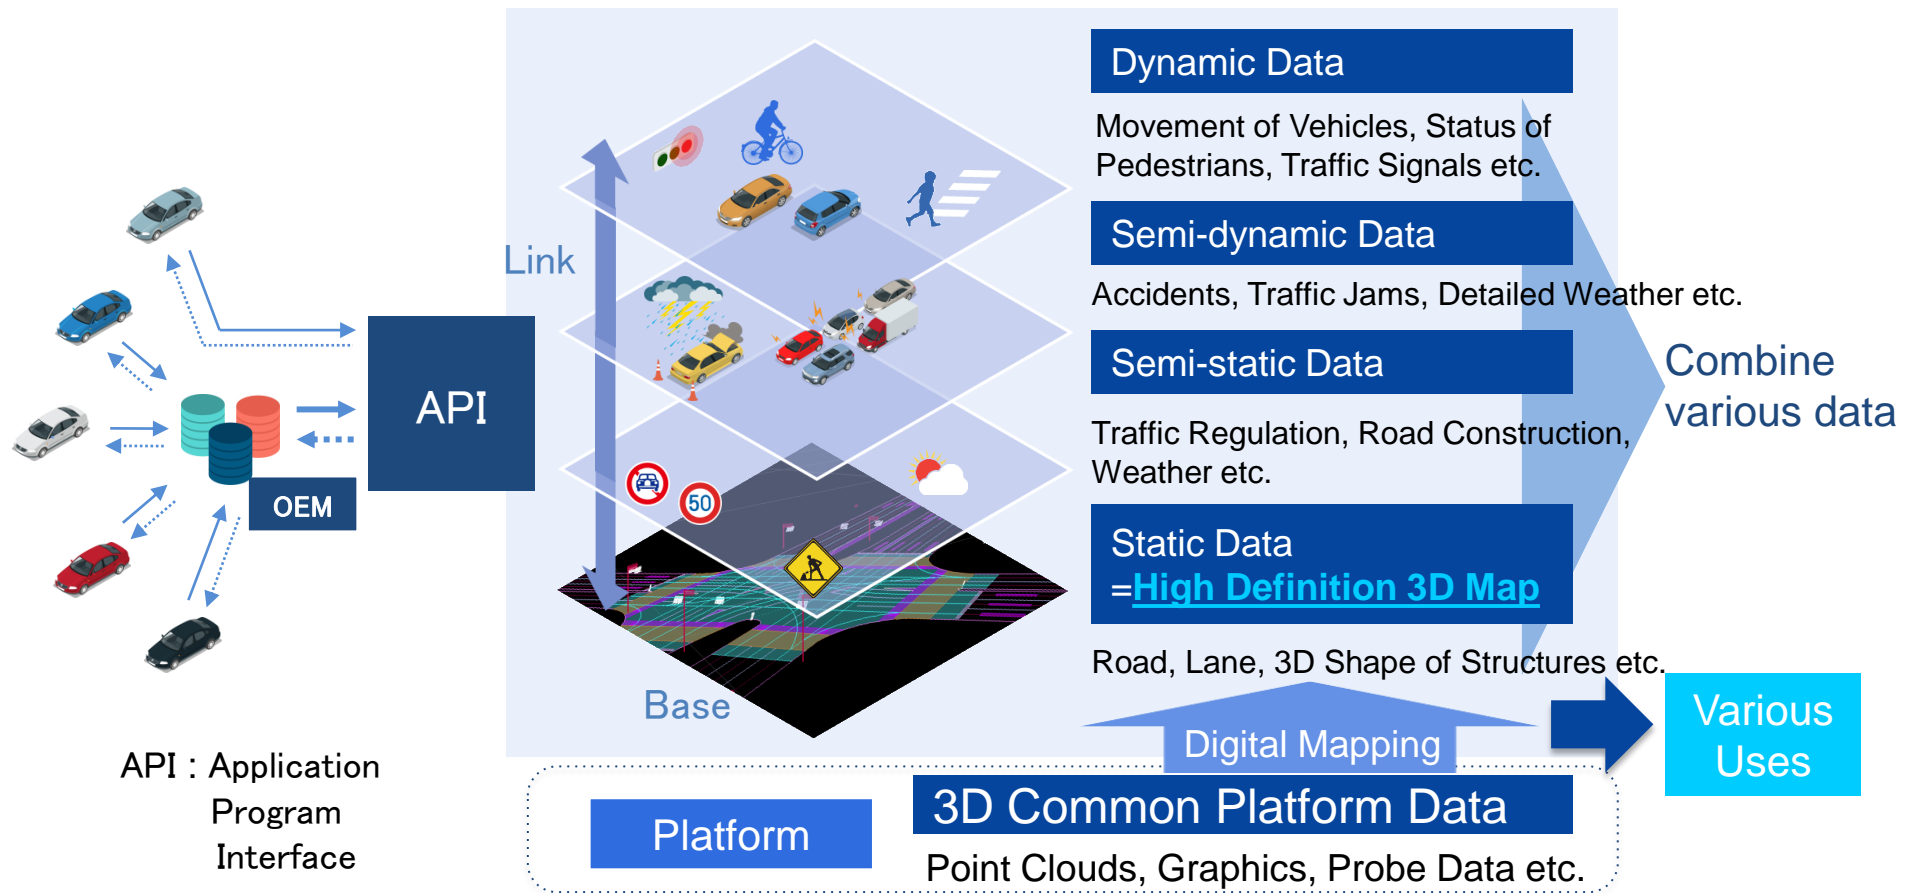 Dynamic Data
Movement of Vehicles, Status of
Pedestrians, Traffic Signals etc.
Semi-dynamic Data
Accidents, Traffic Jams, Detailed Weather etc.
Semi-static Data
Traffic Regulation, Road Construction,
Weather etc.
Static Data
=High Definition 3D Map
Road, Lane, 3D Shape of Structures etc.
Combine
various data
Link
API
OEM
50
Base
Digital Mapping
Various
Uses
API : Application
Program
Interface
Platform
3D Common Platform Data
Point Clouds, Graphics, Probe Data etc.